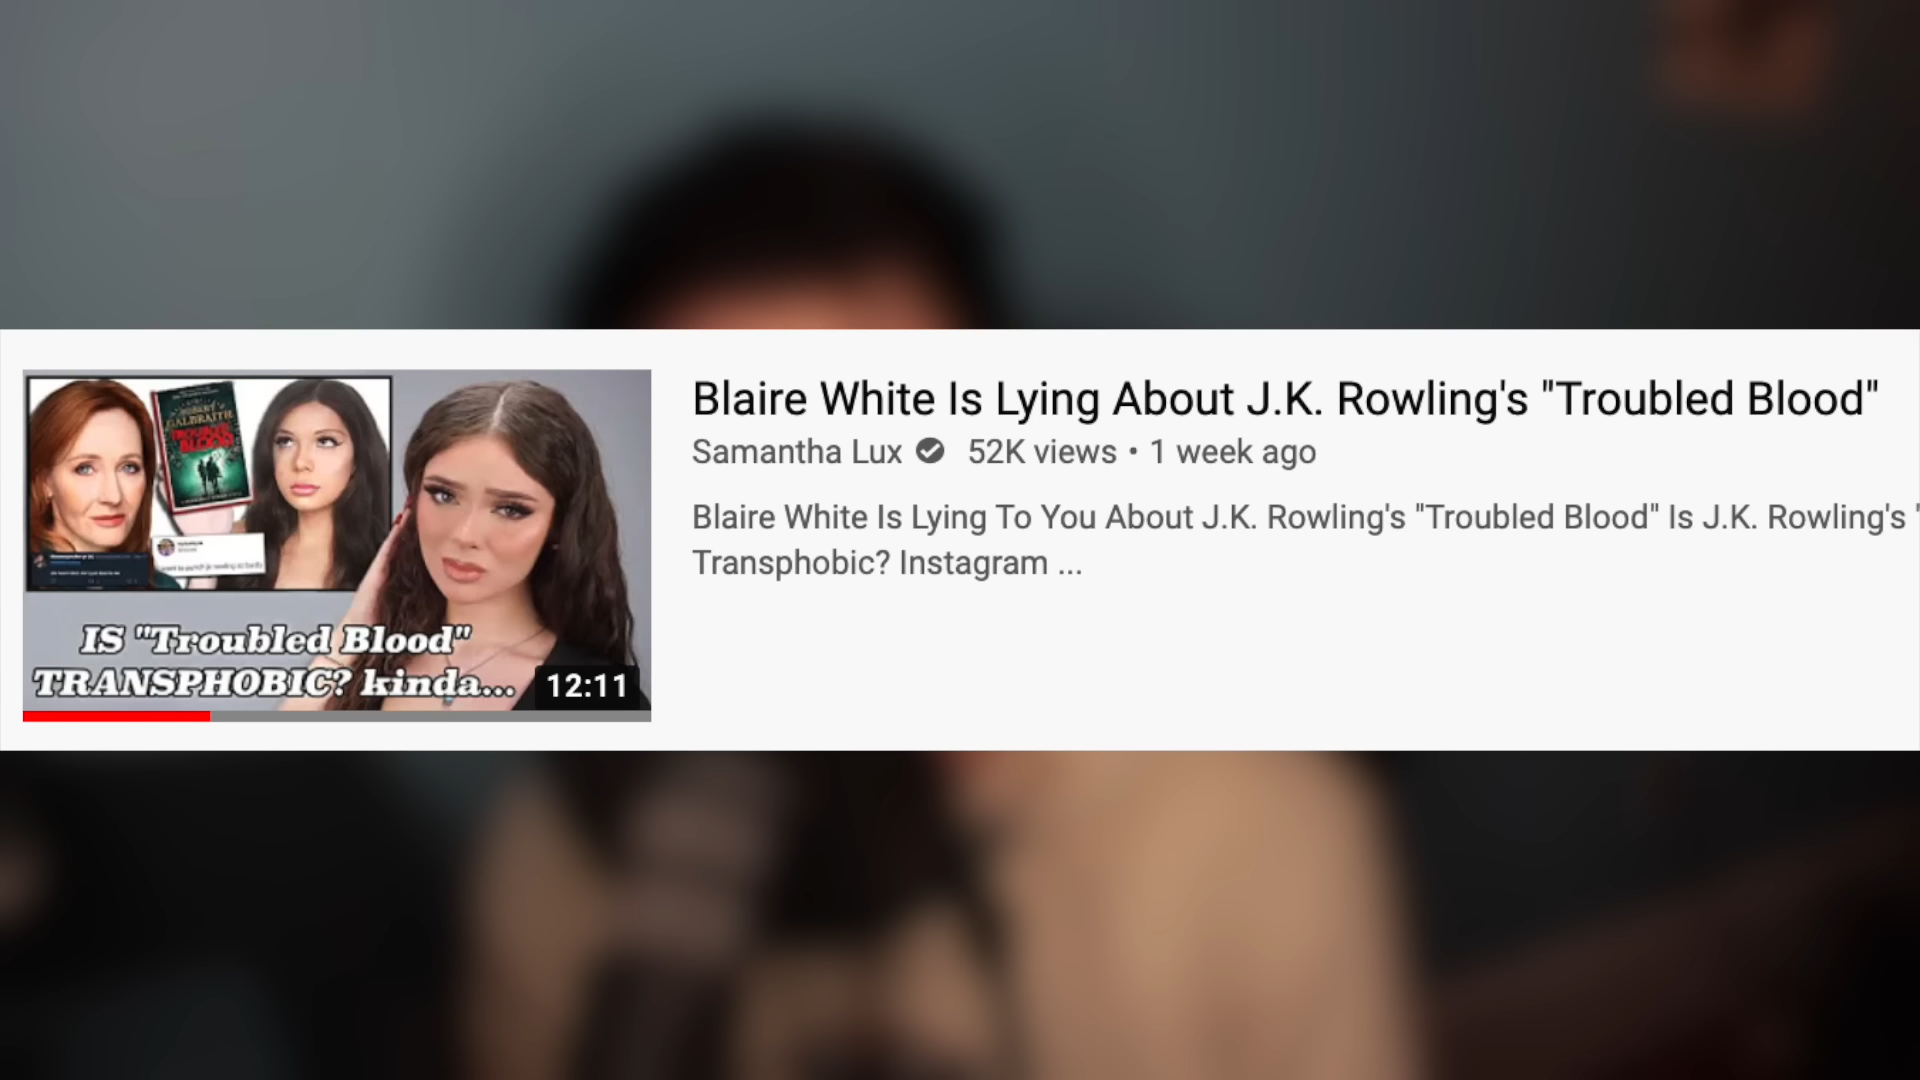 Blaire White Is Lying About J.K. Rowling's "Troubled Blood"
Samantha Lux 52K views • 1 week ago
Blaire White Is Lying To You About J.K. Rowling's "Troubled Blood" Is J.K. Rowling's "
Transphobic? Instagram ...
ROBERT
GALBRAITH
TROUBLED
BLOOD
IS "Troubled Blood"
TRANSPHOBIC? kinda...
12:11